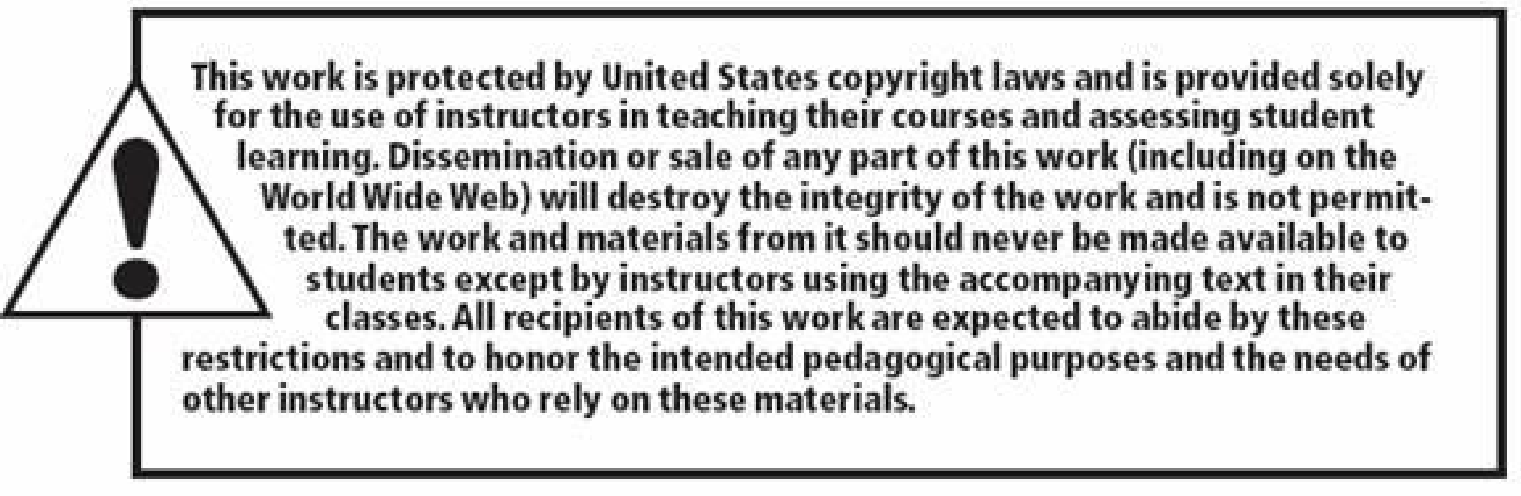 This work is protected by United States copyright laws and is provided solely
for the use of instructors in teaching their courses and assessing student
learning. Dissemination or sale of any part of this work (including on the
World Wide Web) will destroy the integrity of the work and is not permit-
ted. The work and materials from it should never be made available to
students except by instructors using the accompanying text in their
classes. All recipients of this work are expected to abide by these
restrictions and to honor the intended pedagogical purposes and the needs of
other instructors who rely on these materials.